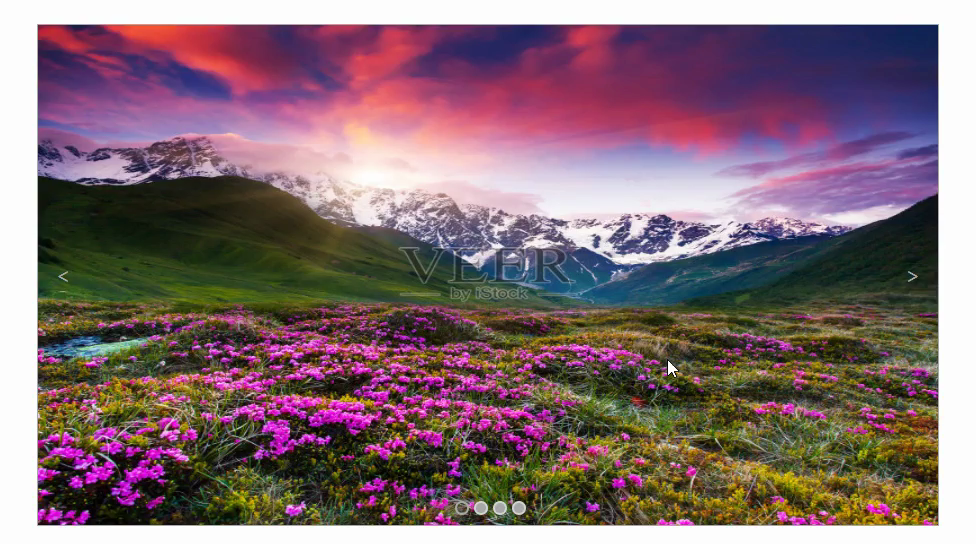 VEER
by iStock
< >